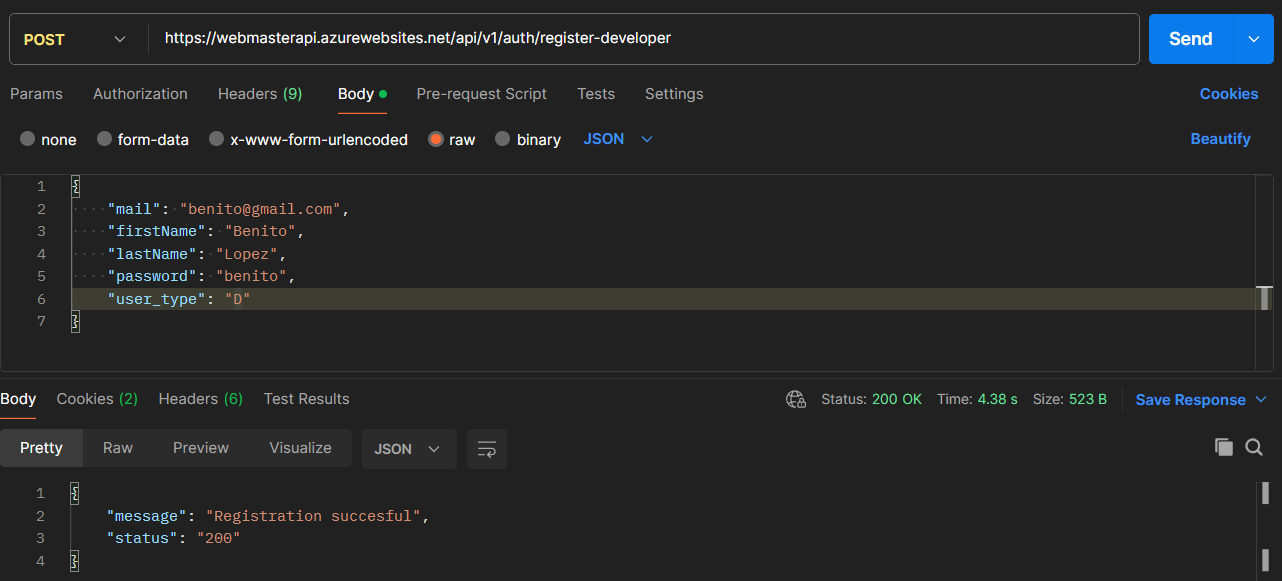 POST https://webmasterapi.azurewebsites.net/api/v1/auth/register-developer Send
Params Authorization Headers (9) Body Pre-request Script Tests Settings Cookies
none form-data x-www-form-urlencoded raw binary JSON Beautify
1 {
2 "mail": "benito@gmail.com",
3 "firstName": "Benito",
4 "lastName": "Lopez",
5 "password": "benito",
6 "user_type": "D"
7 }
Body Cookies (2) Headers (6) Test Results Status: 200 OK Time: 4.38 s Size: 523 B Save Response
Pretty Raw Preview Visualize JSON
1 {
2 "message": "Registration succesful",
3 "status": "200"
4 }